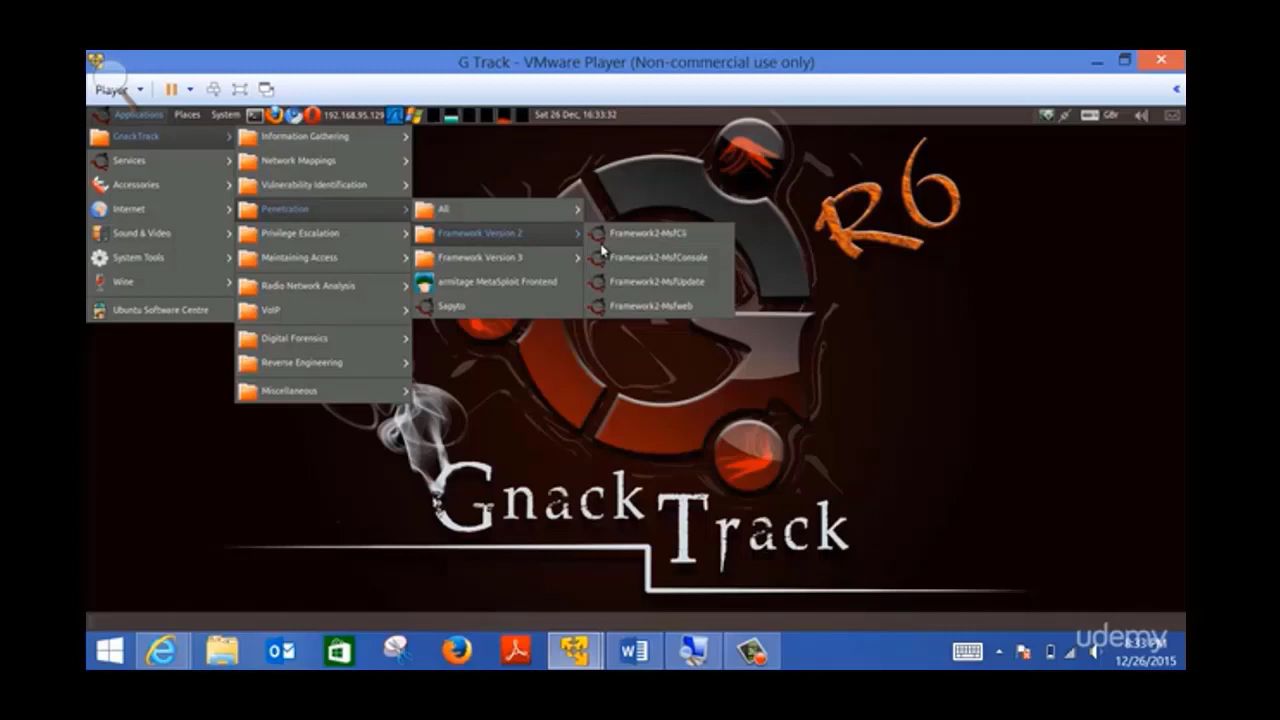 G Track - VMware Player (Non-commercial use only)
Player
Applications Places System 192.168.95.129 Sat 26 Dec, 16:33:32 GBr
GnackTrack
Services
Accessories
Internet
Sound & Video
System Tools
Wine
Ubuntu Software Centre
Information Gathering
Network Mappings
Vulnerability Identification
Penetration
Privilege Escalation
Maintaining Access
Radio Network Analysis
VoIP
Digital Forensics
Reverse Engineering
Miscellaneous
All
Framework Version 2
Framework Version 3
armitage MetaSploit Frontend
Sapyto
Framework2-MsfCli
Framework2-MsfConsole
Framework2-MsfUpdate
Framework2-Msfweb
R6
Gnack
Track
udemy
8:33 PM
12/26/2015